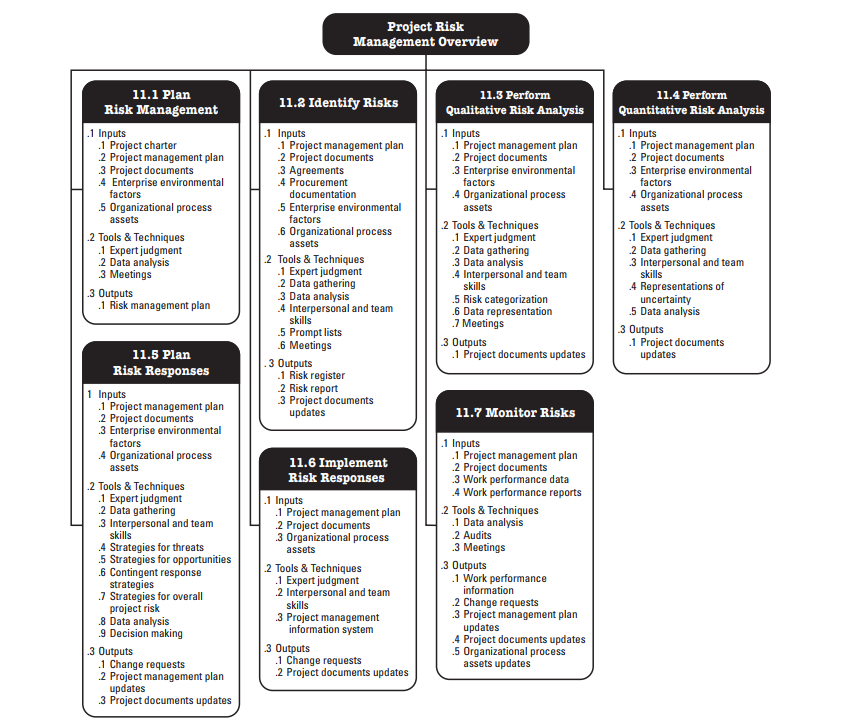 Project Risk
Management Overview
11.1 Plan
Risk Management
.1 Inputs
.1 Project charter
.2 Project management plan
.3 Project documents
.4 Enterprise environmental
factors
.5 Organizational process
assets
.2 Tools & Techniques
.1 Expert judgment
.2 Data analysis
.3 Meetings
.3 Outputs
.1 Risk management plan
11.2 Identify Risks
.1 Inputs
.1 Project management plan
.2 Project documents
.3 Agreements
.4 Procurement
documentation
.5 Enterprise environmental
factors
.6 Organizational process
assets
.2 Tools & Techniques
.1 Expert judgment
.2 Data gathering
.3 Data analysis
.4 Interpersonal and team
skills
.5 Prompt lists
.6 Meetings
.3 Outputs
.1 Risk register
.2 Risk report
.3 Project documents
updates
11.3 Perform
Qualitative Risk Analysis
.1 Inputs
.1 Project management plan
.2 Project documents
.3 Enterprise environmental
factors
.4 Organizational process
assets
.2 Tools & Techniques
.1 Expert judgment
.2 Data gathering
.3 Data analysis
.4 Interpersonal and team
skills
.5 Risk categorization
.6 Data representation
.7 Meetings
.3 Outputs
.1 Project documents updates
11.4 Perform
Quantitative Risk Analysis
.1 Inputs
.1 Project management plan
.2 Project documents
.3 Enterprise environmental
factors
.4 Organizational process
assets
.2 Tools & Techniques
.1 Expert judgment
.2 Data gathering
.3 Interpersonal and team
skills
.4 Representations of
uncertainty
.5 Data analysis
.3 Outputs
.1 Project documents
updates
11.5 Plan
Risk Responses
1 Inputs
.1 Project management plan
.2 Project documents
.3 Enterprise environmental
factors
.4 Organizational process
assets
.2 Tools & Techniques
.1 Expert judgment
.2 Data gathering
.3 Interpersonal and team
skills
.4 Strategies for threats
.5 Strategies for opportunities
.6 Contingent response
strategies
.7 Strategies for overall
project risk
.8 Data analysis
.9 Decision making
.3 Outputs
.1 Change requests
.2 Project management plan
updates
.3 Project documents updates
11.6 Implement
Risk Responses
.1 Inputs
.1 Project management plan
.2 Project documents
.3 Organizational process
assets
.2 Tools & Techniques
.1 Expert judgment
.2 Interpersonal and team
skills
.3 Project management
information system
.3 Outputs
.1 Change requests
.2 Project documents updates
11.7 Monitor Risks
.1 Inputs
.1 Project management plan
.2 Project documents
.3 Work performance data
.4 Work performance reports
.2 Tools & Techniques
.1 Data analysis
.2 Audits
.3 Meetings
.3 Outputs
.1 Work performance
information
.2 Change requests
.3 Project management plan
updates
.4 Project documents updates
.5 Organizational process
assets updates